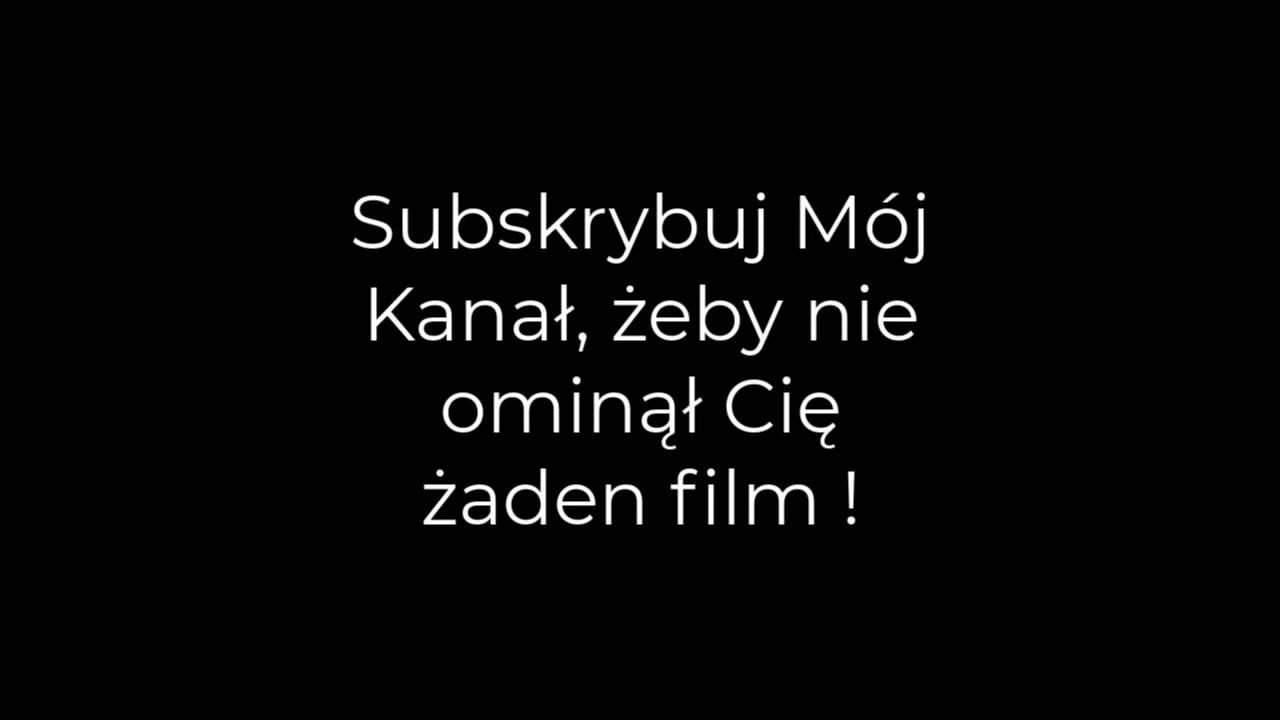 Subskrybuj Mój
Kanał, żeby nie
ominął Cię
żaden film !